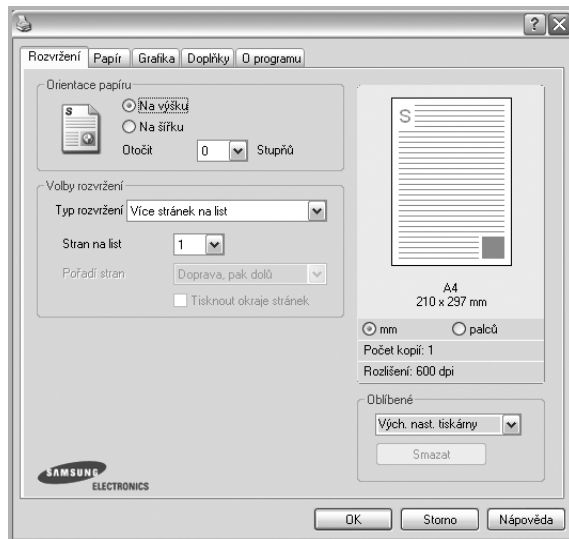 Rozvržení Papír Grafika Doplňky O programu
Orientace papíru
S
Na výšku
Na šířku
Otočit 0 Stupňů
Volby rozvržení
Typ rozvržení Více stránek na list
Stran na list 1
Pořadí stran Doprava, pak dolů
Tisknout okraje stránek
S
A4
210 x 297 mm
mm palců
Počet kopií: 1
Rozlišení: 600 dpi
Oblíbené
Vých. nast. tiskárny
Smazat
SAMSUNG
ELECTRONICS
OK Storno Nápověda